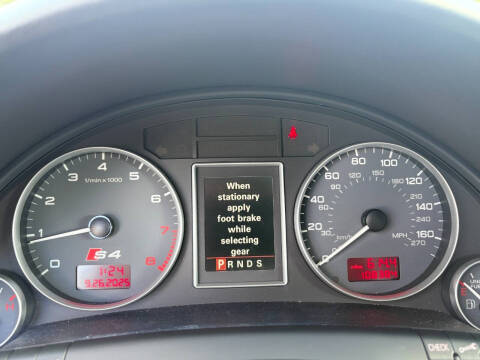 1/min x 1000
1 2 3 4 5 6 7 8
S4
1:24
9.26.2025
When
stationary
apply
foot brake
while
selecting
gear
P R N D S
0 20 40 60 80 100 120 140 160
MPH
km/h
CHECK